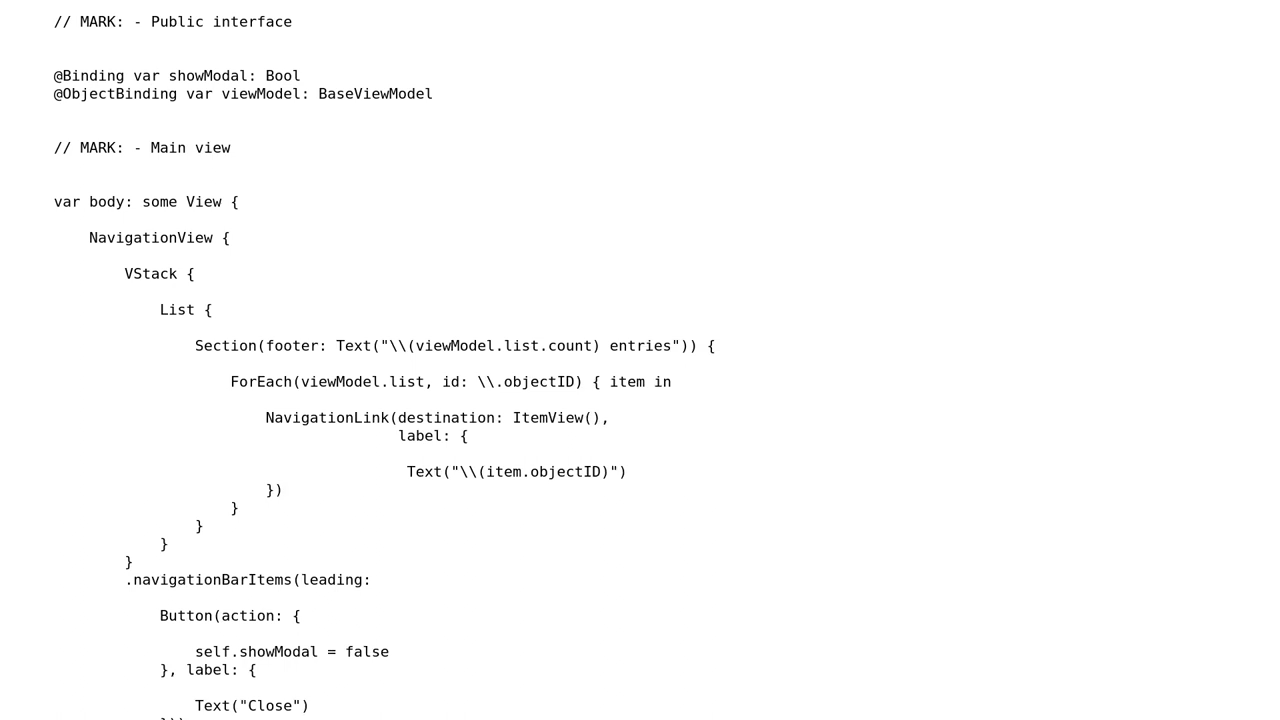 // MARK: - Public interface
@Binding var showModal: Bool
@ObjectBinding var viewModel: BaseViewModel
// MARK: - Main view
var body: some View {
NavigationView {
VStack {
List {
Section(footer: Text("\\(viewModel.list.count) entries")) {
ForEach(viewModel.list, id: \\.objectID) { item in
NavigationLink(destination: ItemView(),
label: {
Text("\\(item.objectID)")
})
}
}
}
}
.navigationBarItems(leading:
Button(action: {
self.showModal = false
}, label: {
Text("Close")
}))